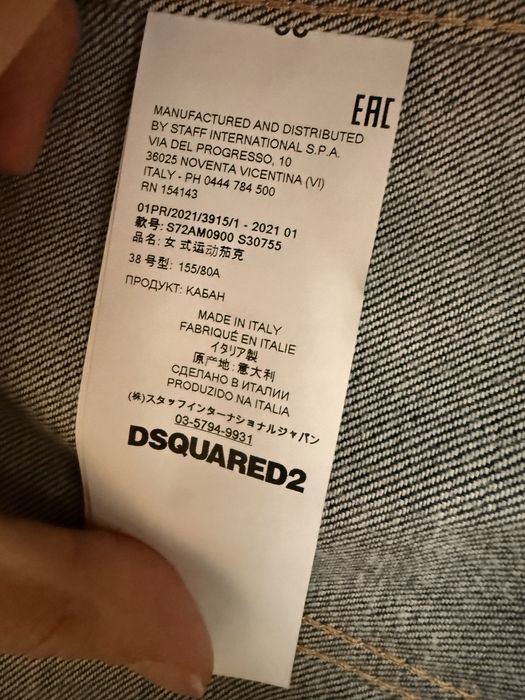 EAC
MANUFACTURED AND DISTRIBUTED
BY STAFF INTERNATIONAL S.P.A.
VIA DEL PROGRESSO, 10
36025 NOVENTA VICENTINA (VI)
ITALY - PH 0444 784 500
RN 154143
01PR/2021/3915/1 - 2021 01
款号: S72AM0900 S30755
品名: 女 式运动茄克
38 号型: 155/80A
ПРОДУКТ: КАБАН
MADE IN ITALY
FABRIQUÉ EN ITALIE
イタリア製
原产地: 意大利
СДЕЛАНО В ИТАЛИИ
PRODUZIDO NA ITALIA
(株)スタッフインターナショナルジャパン
03-5794-9931
DSQUARED2